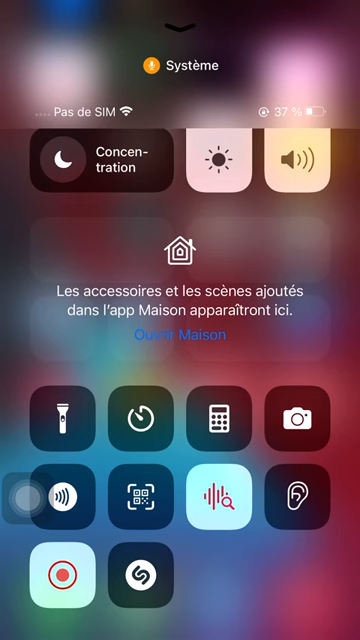 Système
Pas de SIM
37 %
Concen-
tration
Les accessoires et les scènes ajoutés
dans l'app Maison apparaîtront ici.
Ouvrir Maison